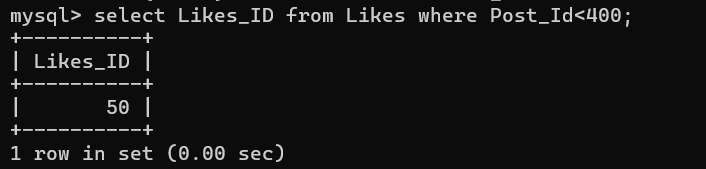 mysql> select Likes_ID from Likes where Post_Id<400;
+----------+
| Likes_ID |
+----------+
|       50 |
+----------+
1 row in set (0.00 sec)